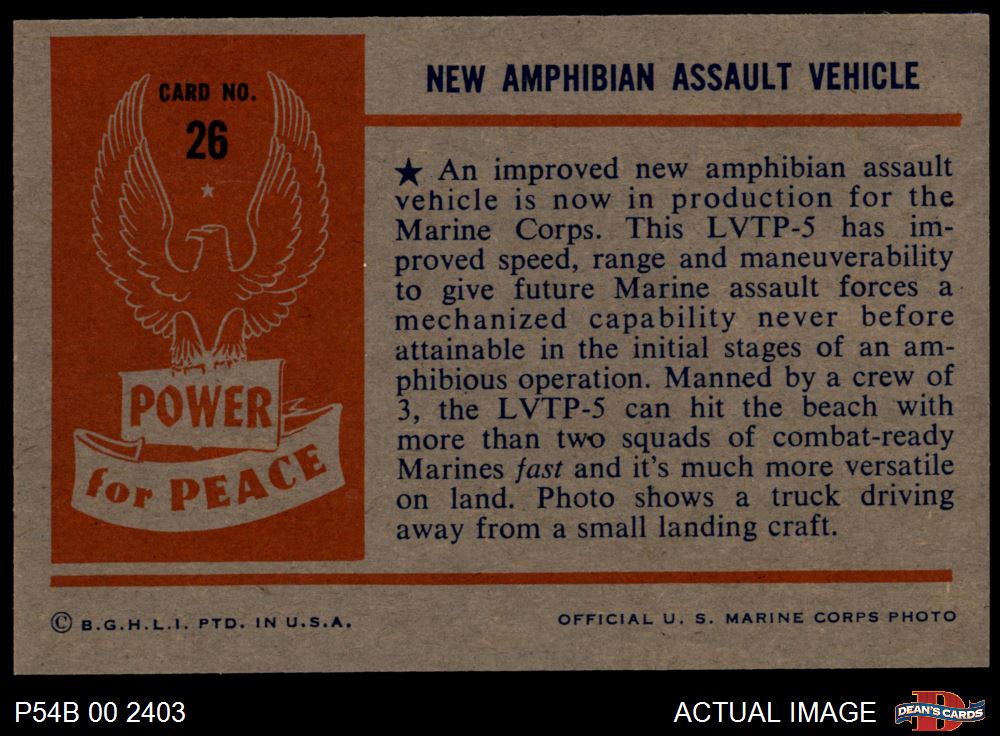 CARD NO.
26
POWER
for PEACE
NEW AMPHIBIAN ASSAULT VEHICLE
★ An improved new amphibian assault
vehicle is now in production for the
Marine Corps. This LVTP-5 has im-
proved speed, range and maneuverability
to give future Marine assault forces a
mechanized capability never before
attainable in the initial stages of an am-
phibious operation. Manned by a crew of
3, the LVTP-5 can hit the beach with
more than two squads of combat-ready
Marines fast and it's much more versatile
on land. Photo shows a truck driving
away from a small landing craft.
© B.G.H.L.I. PTD. IN U.S.A.
OFFICIAL U. S. MARINE CORPS PHOTO
P54B 00 2403
ACTUAL IMAGE
DEAN'S CARDS